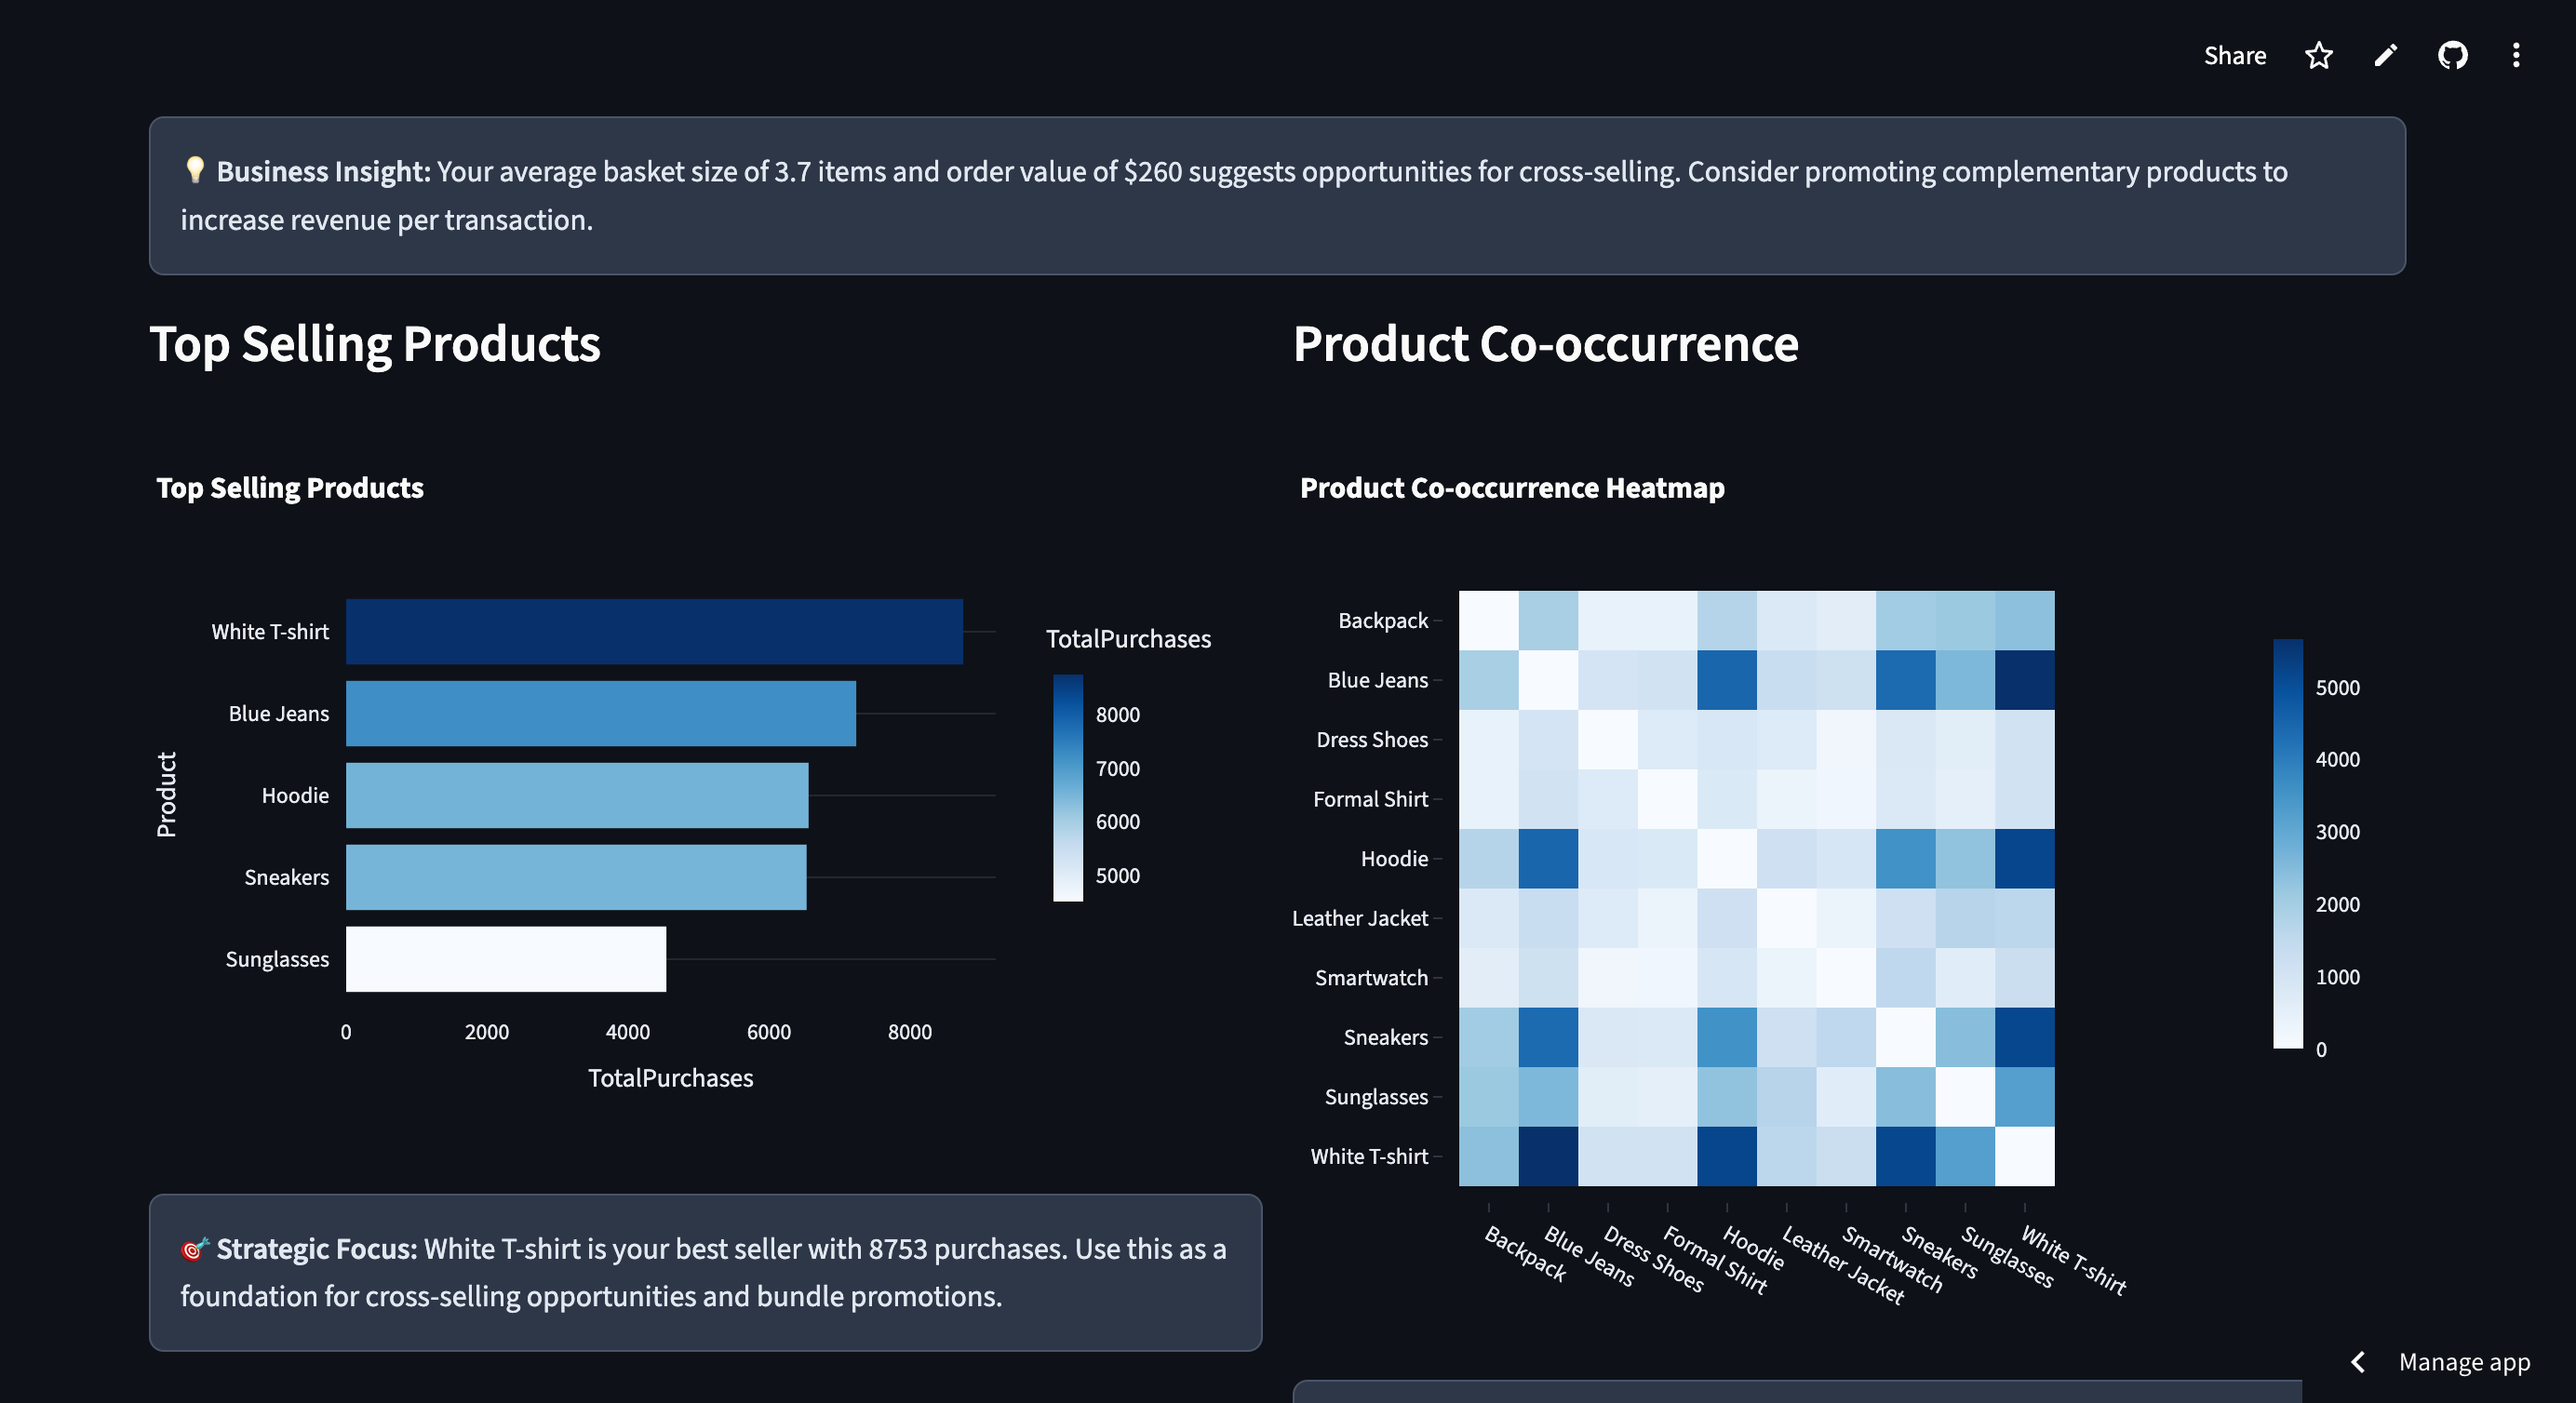 Share
💡 Business Insight: Your average basket size of 3.7 items and order value of $260 suggests opportunities for cross-selling. Consider promoting complementary products to
increase revenue per transaction.
Top Selling Products
Top Selling Products
Product
White T-shirt
Blue Jeans
Hoodie
Sneakers
Sunglasses
0 2000 4000 6000 8000
TotalPurchases
TotalPurchases
8000
7000
6000
5000
🎯 Strategic Focus: White T-shirt is your best seller with 8753 purchases. Use this as a
foundation for cross-selling opportunities and bundle promotions.
Product Co-occurrence
Product Co-occurrence Heatmap
Backpack
Blue Jeans
Dress Shoes
Formal Shirt
Hoodie
Leather Jacket
Smartwatch
Sneakers
Sunglasses
White T-shirt
Backpack
Blue Jeans
Dress Shoes
Formal Shirt
Hoodie
Leather Jacket
Smartwatch
Sneakers
Sunglasses
White T-shirt
5000
4000
3000
2000
1000
0
Manage app